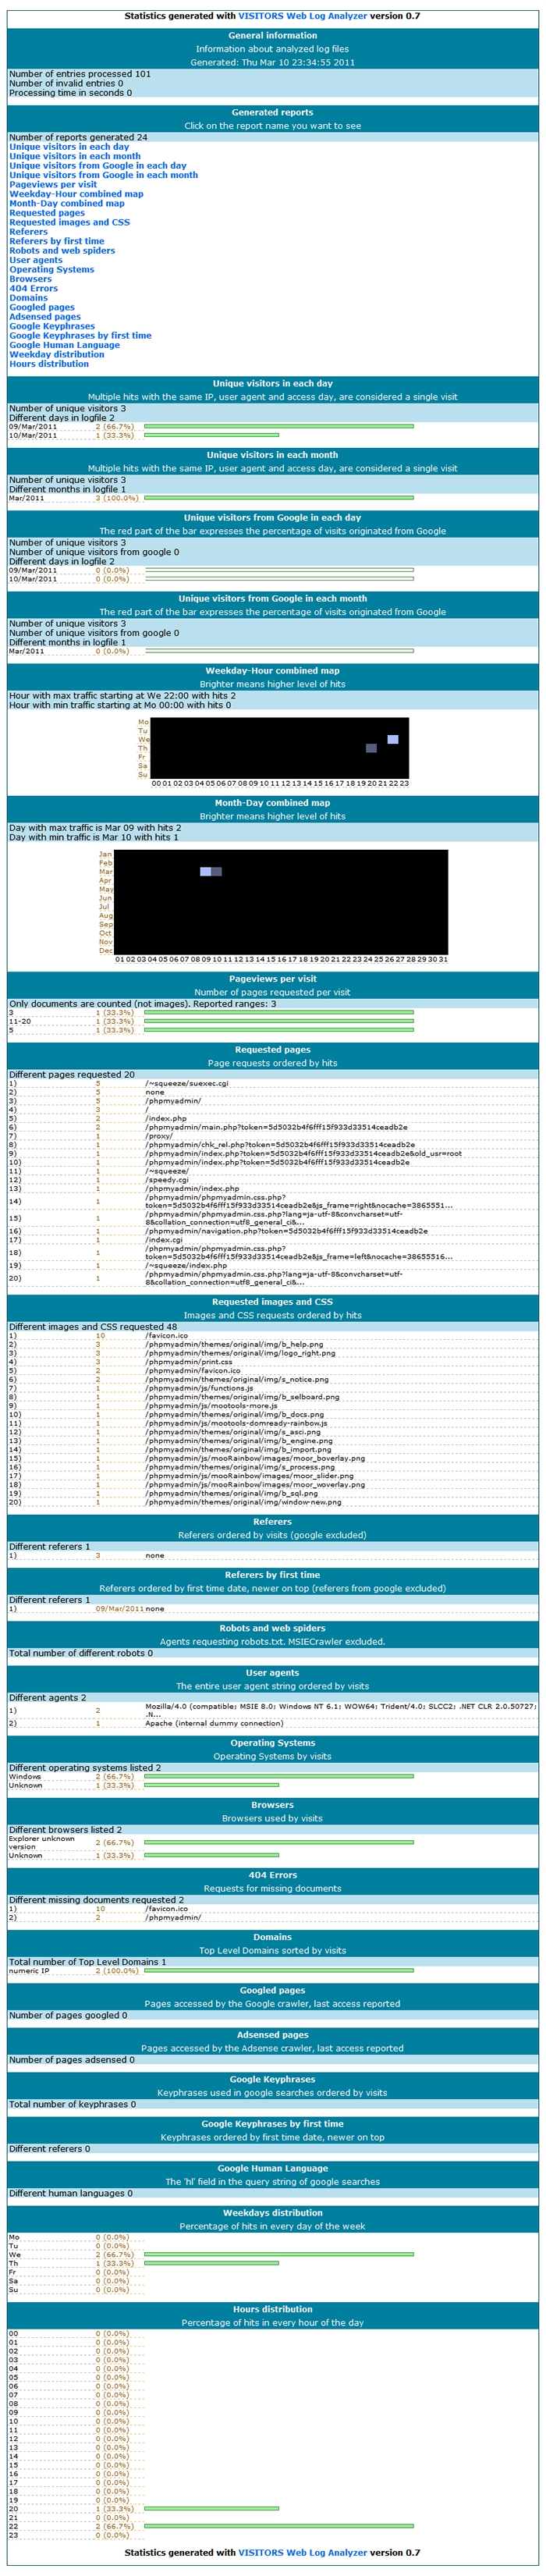 Statistics generated with VISITORS Web Log Analyzer version 0.7
General information
Information about analyzed log files
Generated: Thu Mar 10 23:34:55 2011
Number of entries processed 101
Number of invalid entries 0
Processing time in seconds 0
Generated reports
Click on the report name you want to see
Number of reports generated 24
Unique visitors in each day
Unique visitors in each month
Unique visitors from Google in each day
Unique visitors from Google in each month
Pageviews per visit
Weekday-Hour combined map
Month-Day combined map
Requested pages
Requested images and CSS
Referers
Referers by first time
Robots and web spiders
User agents
Operating Systems
Browsers
404 Errors
Domains
Googled pages
Adsensed pages
Google Keyphrases
Google Keyphrases by first time
Google Human Language
Weekday distribution
Hours distribution
Unique visitors in each day
Multiple hits with the same IP, user agent and access day, are considered a single visit
Number of unique visitors 3
Different days in logfile 2
09/Mar/2011 2 (66.7%)
10/Mar/2011 1 (33.3%)
Unique visitors in each month
Multiple hits with the same IP, user agent and access day, are considered a single visit
Number of unique visitors 3
Different months in logfile 1
Mar/2011 3 (100.0%)
Unique visitors from Google in each day
The red part of the bar expresses the percentage of visits originated from Google
Number of unique visitors 3
Number of unique visitors from google 0
Different days in logfile 2
09/Mar/2011 0 (0.0%)
10/Mar/2011 0 (0.0%)
Unique visitors from Google in each month
The red part of the bar expresses the percentage of visits originated from Google
Number of unique visitors 3
Number of unique visitors from google 0
Different months in logfile 1
Mar/2011 0 (0.0%)
Weekday-Hour combined map
Brighter means higher level of hits
Hour with max traffic starting at We 22:00 with hits 2
Hour with min traffic starting at Mo 00:00 with hits 0
Mo
Tu
We
Th
Fr
Sa
Su
00 01 02 03 04 05 06 07 08 09 10 11 12 13 14 15 16 17 18 19 20 21 22 23
Month-Day combined map
Brighter means higher level of hits
Day with max traffic is Mar 09 with hits 2
Day with min traffic is Mar 10 with hits 1
Jan
Feb
Mar
Apr
May
Jun
Jul
Aug
Sep
Oct
Nov
Dec
01 02 03 04 05 06 07 08 09 10 11 12 13 14 15 16 17 18 19 20 21 22 23 24 25 26 27 28 29 30 31
Pageviews per visit
Number of pages requested per visit
Only documents are counted (not images). Reported ranges: 3
3 1 (33.3%)
11-20 1 (33.3%)
5 1 (33.3%)
Requested pages
Page requests ordered by hits
Different pages requested 20
1) 5 /~squeeze/suexec.cgi
2) 5 none
3) 5 /phpmyadmin/
4) 3 /
5) 2 /index.php
6) 2 /phpmyadmin/main.php?token=5d5032b4f6fff15f933d33514ceadb2e
7) 1 /proxy/
8) 1 /phpmyadmin/chk_rel.php?token=5d5032b4f6fff15f933d33514ceadb2e
9) 1 /phpmyadmin/index.php?token=5d5032b4f6fff15f933d33514ceadb2e&old_usr=root
10) 1 /phpmyadmin/index.php?token=5d5032b4f6fff15f933d33514ceadb2e
11) 1 /~squeeze/
12) 1 /speedy.cgi
13) 1 /phpmyadmin/index.php
14) 1 /phpmyadmin/phpmyadmin.css.php?
token=5d5032b4f6fff15f933d33514ceadb2e&js_frame=right&nocache=3865551...
15) 1 /phpmyadmin/phpmyadmin.css.php?lang=ja-utf-8&convcharset=utf-
8&collation_connection=utf8_general_ci&...
16) 1 /phpmyadmin/navigation.php?token=5d5032b4f6fff15f933d33514ceadb2e
17) 1 /index.cgi
18) 1 /phpmyadmin/phpmyadmin.css.php?
token=5d5032b4f6fff15f933d33514ceadb2e&js_frame=left&nocache=38655516...
19) 1 /~squeeze/index.php
20) 1 /phpmyadmin/phpmyadmin.css.php?lang=ja-utf-8&convcharset=utf-
8&collation_connection=utf8_general_ci&...
Requested images and CSS
Images and CSS requests ordered by hits
Different images and CSS requested 48
1) 10 /favicon.ico
2) 3 /phpmyadmin/themes/original/img/b_help.png
3) 3 /phpmyadmin/themes/original/img/logo_right.png
4) 3 /phpmyadmin/print.css
5) 2 /phpmyadmin/favicon.ico
6) 2 /phpmyadmin/themes/original/img/s_notice.png
7) 1 /phpmyadmin/js/functions.js
8) 1 /phpmyadmin/themes/original/img/b_selboard.png
9) 1 /phpmyadmin/js/mootools-more.js
10) 1 /phpmyadmin/themes/original/img/b_docs.png
11) 1 /phpmyadmin/js/mootools-domready-rainbow.js
12) 1 /phpmyadmin/themes/original/img/s_asci.png
13) 1 /phpmyadmin/themes/original/img/b_engine.png
14) 1 /phpmyadmin/themes/original/img/b_import.png
15) 1 /phpmyadmin/js/mooRainbow/images/moor_boverlay.png
16) 1 /phpmyadmin/themes/original/img/s_process.png
17) 1 /phpmyadmin/js/mooRainbow/images/moor_slider.png
18) 1 /phpmyadmin/js/mooRainbow/images/moor_woverlay.png
19) 1 /phpmyadmin/themes/original/img/b_sql.png
20) 1 /phpmyadmin/themes/original/img/window-new.png
Referers
Referers ordered by visits (google excluded)
Different referers 1
1) 3 none
Referers by first time
Referers ordered by first time date, newer on top (referers from google excluded)
Different referers 1
1) 09/Mar/2011 none
Robots and web spiders
Agents requesting robots.txt. MSIECrawler excluded.
Total number of different robots 0
User agents
The entire user agent string ordered by visits
Different agents 2
1) 2 Mozilla/4.0 (compatible; MSIE 8.0; Windows NT 6.1; WOW64; Trident/4.0; SLCC2; .NET CLR 2.0.50727;
.N...
2) 1 Apache (internal dummy connection)
Operating Systems
Operating Systems by visits
Different operating systems listed 2
Windows 2 (66.7%)
Unknown 1 (33.3%)
Browsers
Browsers used by visits
Different browsers listed 2
Explorer unknown
version 2 (66.7%)
Unknown 1 (33.3%)
404 Errors
Requests for missing documents
Different missing documents requested 2
1) 10 /favicon.ico
2) 2 /phpmyadmin/
Domains
Top Level Domains sorted by visits
Total number of Top Level Domains 1
numeric IP 2 (100.0%)
Googled pages
Pages accessed by the Google crawler, last access reported
Number of pages googled 0
Adsensed pages
Pages accessed by the Adsense crawler, last access reported
Number of pages adsensed 0
Google Keyphrases
Keyphrases used in google searches ordered by visits
Total number of keyphrases 0
Google Keyphrases by first time
Keyphrases ordered by first time date, newer on top
Different referers 0
Google Human Language
The 'hl' field in the query string of google searches
Different human languages 0
Weekdays distribution
Percentage of hits in every day of the week
Mo 0 (0.0%)
Tu 0 (0.0%)
We 2 (66.7%)
Th 1 (33.3%)
Fr 0 (0.0%)
Sa 0 (0.0%)
Su 0 (0.0%)
Hours distribution
Percentage of hits in every hour of the day
00 0 (0.0%)
01 0 (0.0%)
02 0 (0.0%)
03 0 (0.0%)
04 0 (0.0%)
05 0 (0.0%)
06 0 (0.0%)
07 0 (0.0%)
08 0 (0.0%)
09 0 (0.0%)
10 0 (0.0%)
11 0 (0.0%)
12 0 (0.0%)
13 0 (0.0%)
14 0 (0.0%)
15 0 (0.0%)
16 0 (0.0%)
17 0 (0.0%)
18 0 (0.0%)
19 0 (0.0%)
20 1 (33.3%)
21 0 (0.0%)
22 2 (66.7%)
23 0 (0.0%)
Statistics generated with VISITORS Web Log Analyzer version 0.7